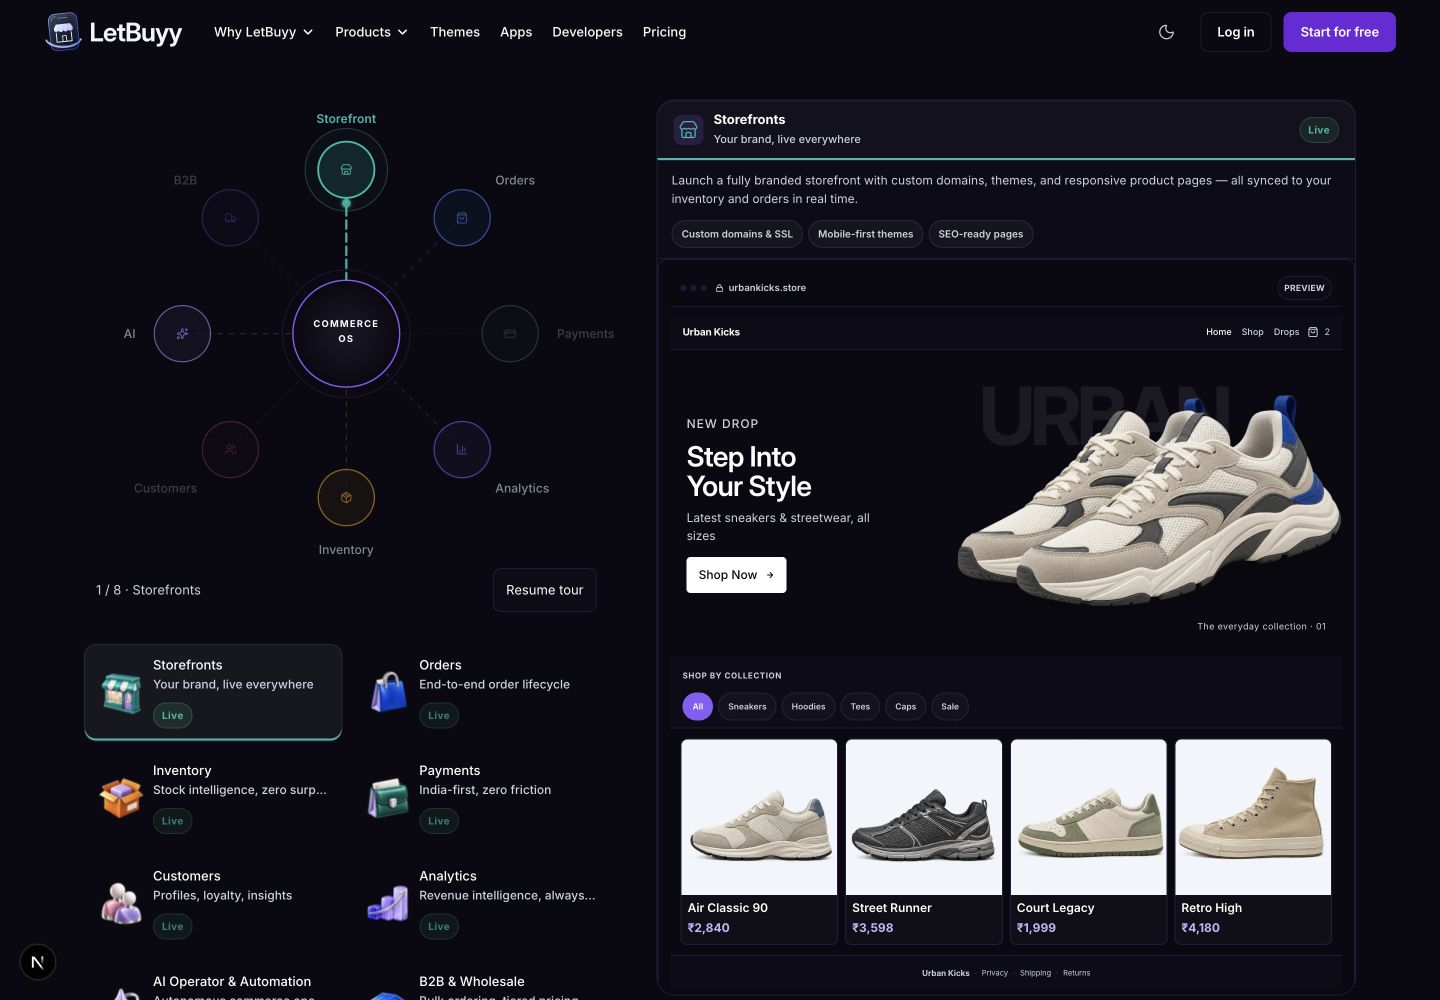 LetBuyy
Why LetBuyy
Products
Themes
Apps
Developers
Pricing
Log in
Start for free
Storefront
B2B
Orders
COMMERCE
OS
AI
Payments
Customers
Analytics
Inventory
1 / 8 · Storefronts
Resume tour
Storefronts
Your brand, live everywhere
Live
Orders
End-to-end order lifecycle
Live
Inventory
Stock intelligence, zero surp...
Live
Payments
India-first, zero friction
Live
Customers
Profiles, loyalty, insights
Live
Analytics
Revenue intelligence, always...
Live
AI Operator & Automation
B2B & Wholesale
N
Storefronts
Your brand, live everywhere
Live
Launch a fully branded storefront with custom domains, themes, and responsive product pages — all synced to your
inventory and orders in real time.
Custom domains & SSL
Mobile-first themes
SEO-ready pages
urbankicks.store
PREVIEW
Urban Kicks
Home
Shop
Drops
2
URBAN
NEW DROP
Step Into
Your Style
Latest sneakers & streetwear, all
sizes
Shop Now →
The everyday collection · 01
SHOP BY COLLECTION
All
Sneakers
Hoodies
Tees
Caps
Sale
Air Classic 90
₹2,840
Street Runner
₹3,598
Court Legacy
₹1,999
Retro High
₹4,180
Urban Kicks · Privacy · Shipping · Returns